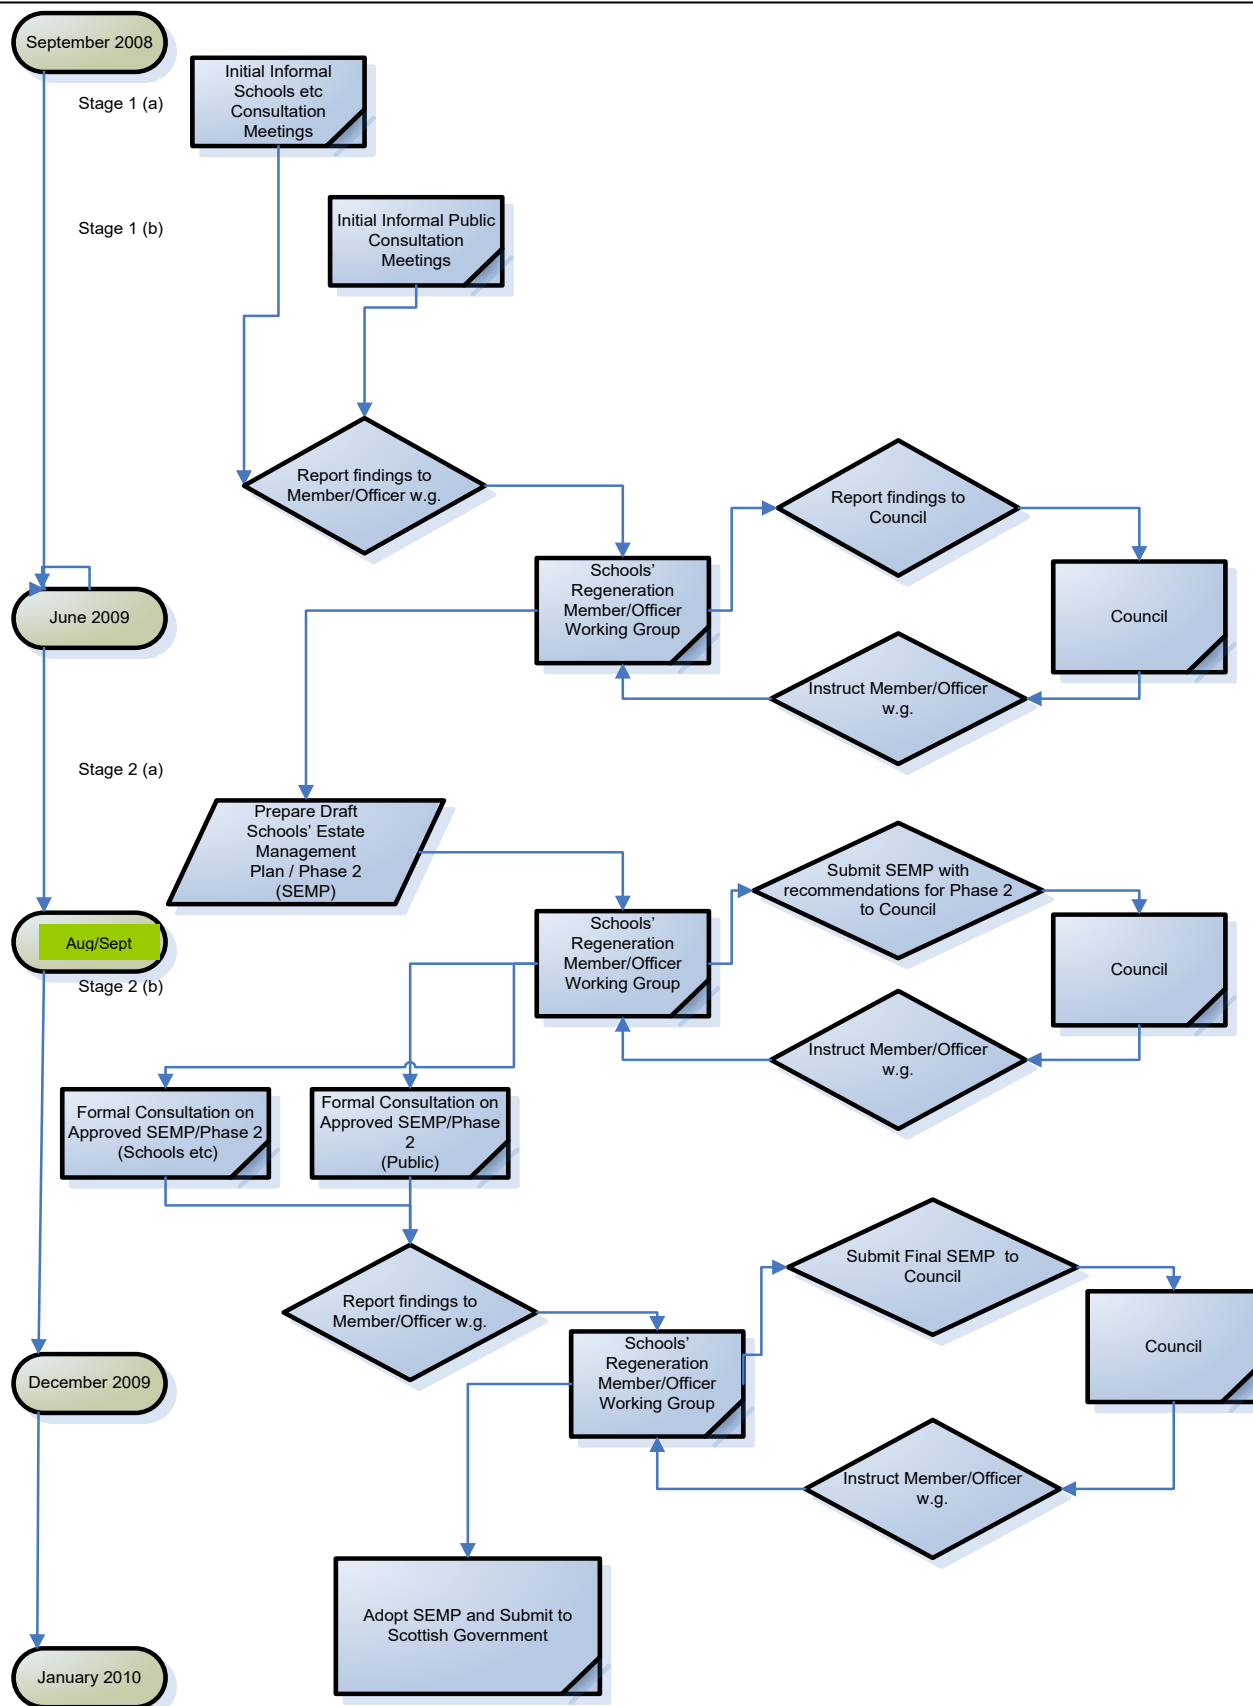 September 2008
Stage 1 (a)
Initial Informal
Schools etc
Consultation
Meetings
Stage 1 (b)
Initial Informal Public
Consultation
Meetings
Report findings to
Member/Officer w.g.
Report findings to
Council
Schools’
Regeneration
Member/Officer
Working Group
Council
June 2009
Instruct Member/Officer
w.g.
Stage 2 (a)
Prepare Draft
Schools’ Estate
Management
Plan / Phase 2
(SEMP)
Submit SEMP with
recommendations for Phase 2
to Council
Schools’
Regeneration
Member/Officer
Working Group
Council
Aug/Sept
Stage 2 (b)
Instruct Member/Officer
w.g.
Formal Consultation on
Approved SEMP/Phase 2
(Schools etc)
Formal Consultation on
Approved SEMP/Phase
2
(Public)
Submit Final SEMP to
Council
Report findings to
Member/Officer w.g.
Schools’
Regeneration
Member/Officer
Working Group
Council
December 2009
Instruct Member/Officer
w.g.
Adopt SEMP and Submit to
Scottish Government
January 2010